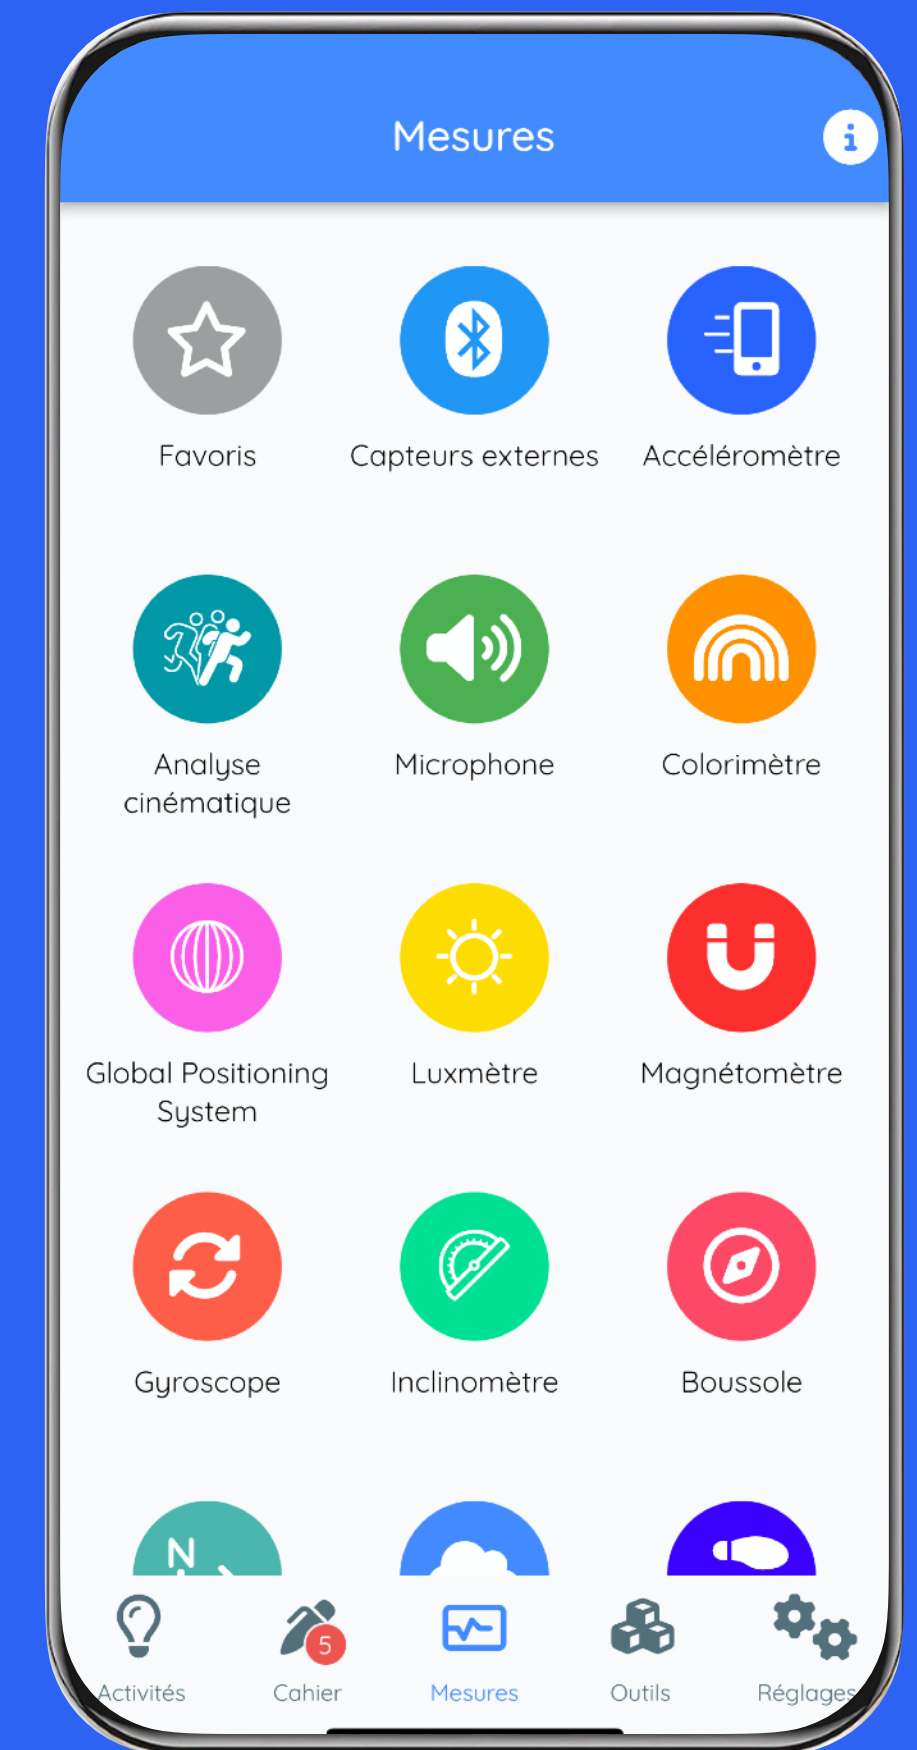 Mesures
i
Favoris
Capteurs externes
Accéléromètre
Analyse
cinématique
Microphone
Colorimètre
Global Positioning
System
Luxmètre
Magnétomètre
Gyroscope
Inclinomètre
Boussole
N
5
Activités
Cahier
Mesures
Outils
Réglages